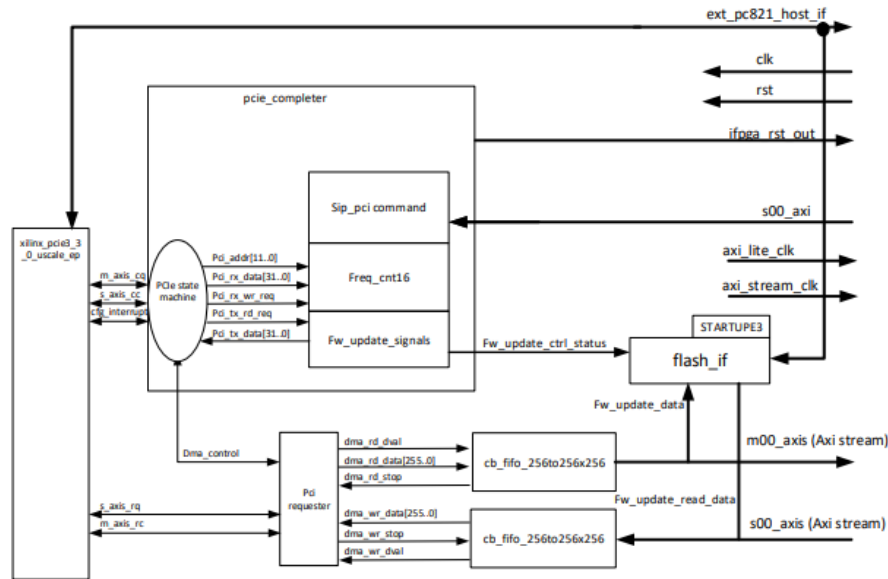 ext_pc821_host_if
clk
rst
pcie_completer
ifpga_rst_out
Sip_pci command
s00_axi
xilinx_pcie3_3
_0_uscale_ep
m_axis_cq
s_axis_cc
cfg_interrupt
PCIe state
machine
Pci_addr[11..0]
Pci_rx_data[31..0]
Pci_rx_wr_req
Pci_tx_rd_req
Pci_tx_data[31..0]
Freq_cnt16
axi_lite_clk
axi_stream_clk
Fw_update_signals
Fw_update_ctrl_status
STARTUPE3
flash_if
Fw_update_data
Dma_control
Pci
requester
dma_rd_dval
dma_rd_data[255..0]
dma_rd_stop
cb_fifo_256to256x256
m00_axis (Axi stream)
Fw_update_read_data
s_axis_rq
m_axis_rc
dma_wr_data[255..0]
dma_wr_stop
dma_wr_dval
cb_fifo_256to256x256
s00_axis (Axi stream)